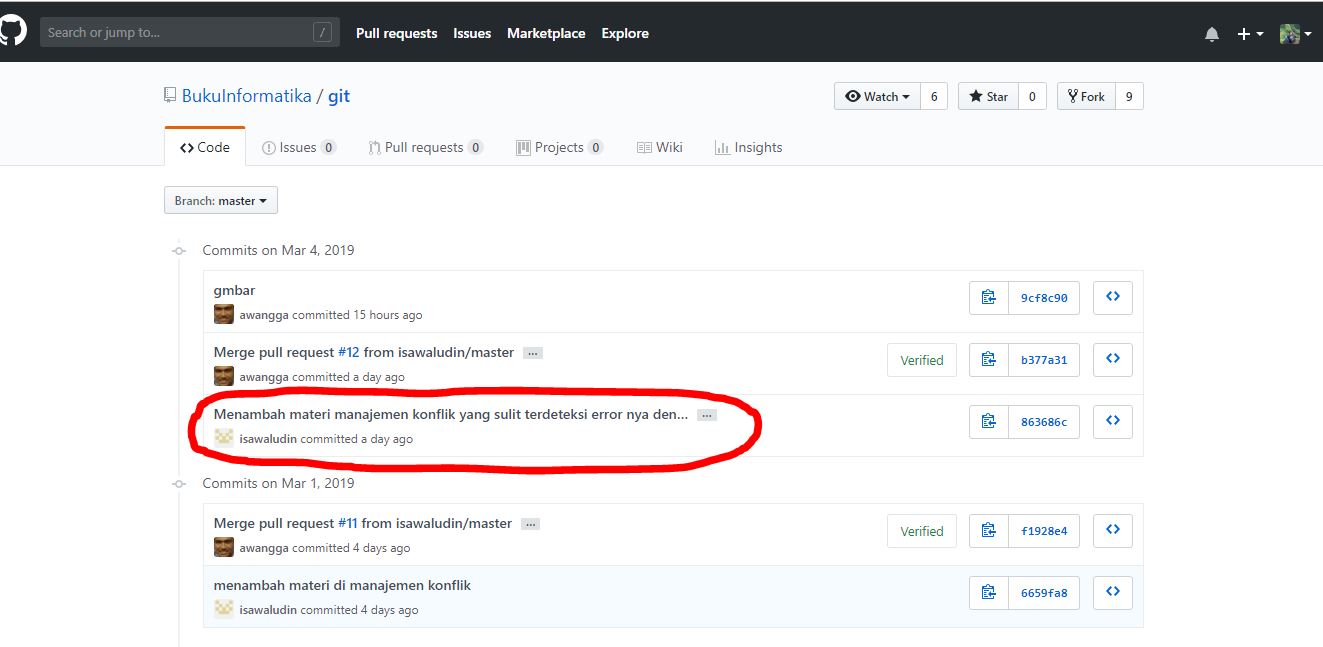 Search or jump to... /
Pull requests Issues Marketplace Explore
BukuInformatika / git
Watch 6 Star 0 Fork 9
Code Issues 0 Pull requests 0 Projects 0 Wiki Insights
Branch: master
Commits on Mar 4, 2019
gmbar
awangga committed 15 hours ago
9cf8c90
Merge pull request #12 from isawaludin/master ...
awangga committed a day ago
Verified b377a31
Menambah materi manajemen konflik yang sulit terdeteksi error nya den... ...
isawaludin committed a day ago
863686c
Commits on Mar 1, 2019
Merge pull request #11 from isawaludin/master ...
awangga committed 4 days ago
Verified f1928e4
menambah materi di manajemen konflik
isawaludin committed 4 days ago
6659fa8